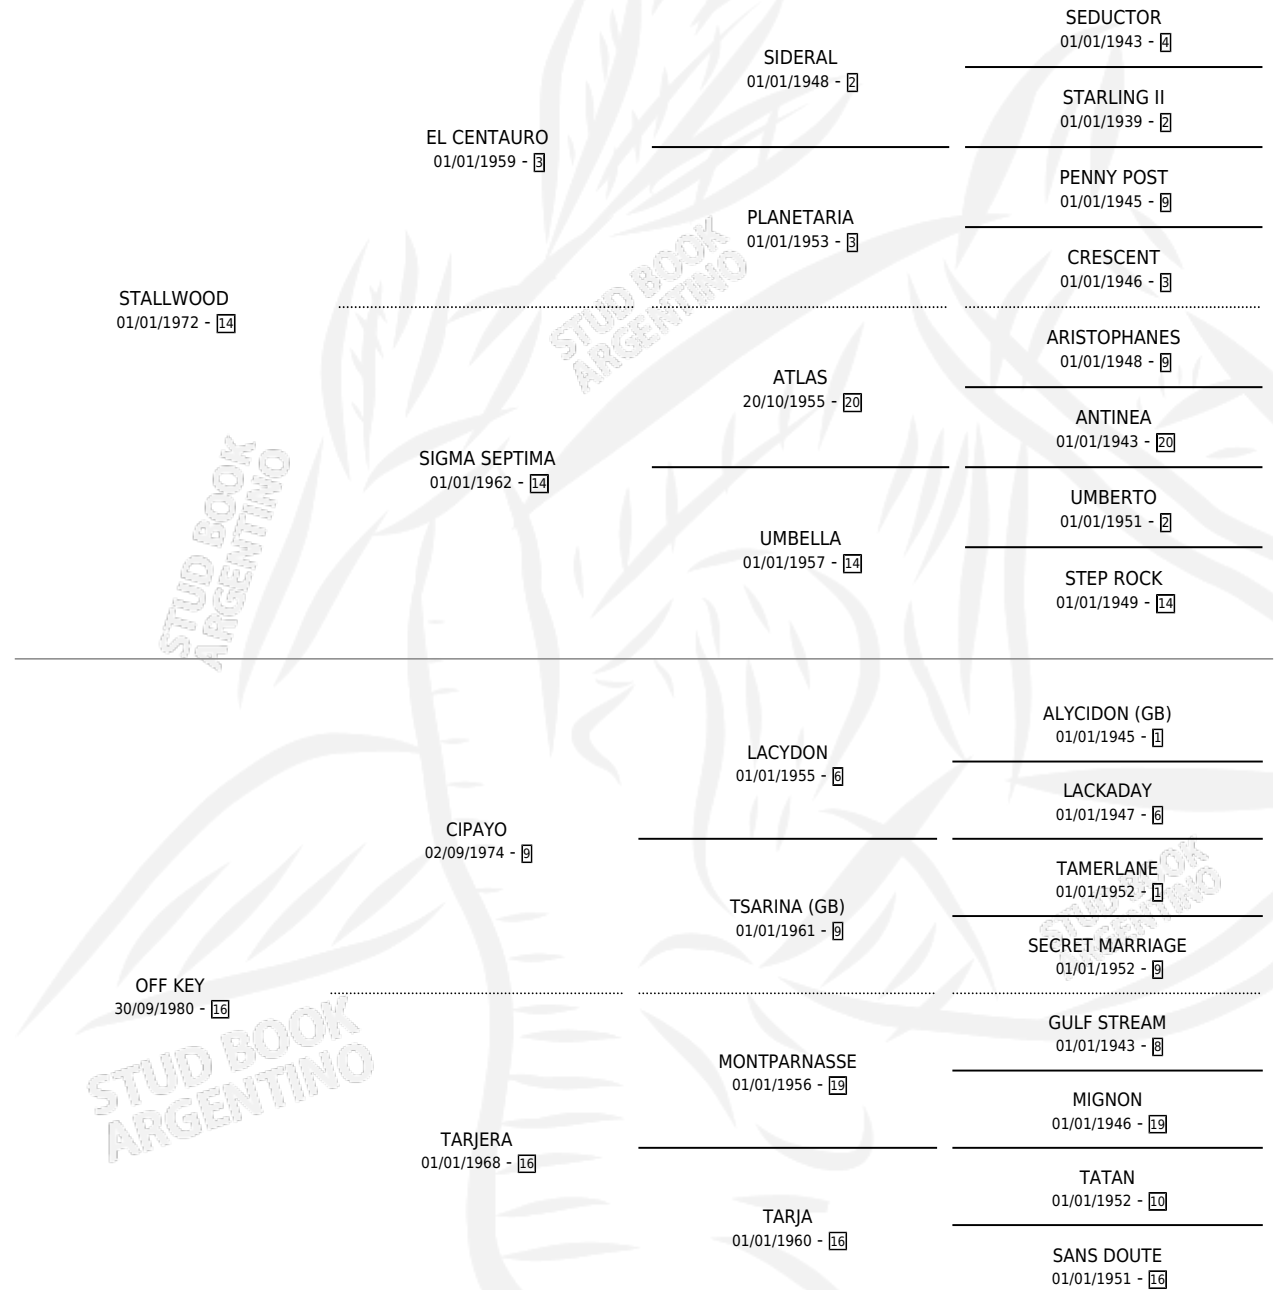 SEDUCTOR
01/01/1943 - 4
SIDERAL
01/01/1948 - 2
STARLING II
01/01/1939 - 2
EL CENTAURO
01/01/1959 - 3
PENNY POST
01/01/1945 - 9
PLANETARIA
01/01/1953 - 3
CRESCENT
01/01/1946 - 3
STALLWOOD
01/01/1972 - 14
ARISTOPHANES
01/01/1948 - 9
ATLAS
20/10/1955 - 20
ANTINEA
01/01/1943 - 20
SIGMA SEPTIMA
01/01/1962 - 14
UMBERTO
01/01/1951 - 2
UMBELLA
01/01/1957 - 14
STEP ROCK
01/01/1949 - 14
STUD BOOK
ARGENTINO
STUD BOOK
ARGENTINO
ALYCIDON (GB)
01/01/1945 - 1
LACYDON
01/01/1955 - 6
LACKADAY
01/01/1947 - 6
CIPAYO
02/09/1974 - 9
TAMERLANE
01/01/1952 - 1
TSARINA (GB)
01/01/1961 - 9
SECRET MARRIAGE
01/01/1952 - 9
OFF KEY
30/09/1980 - 16
GULF STREAM
01/01/1943 - 8
MONTPARNASSE
01/01/1956 - 19
MIGNON
01/01/1946 - 19
TARJERA
01/01/1968 - 16
TATAN
01/01/1952 - 10
TARJA
01/01/1960 - 16
SANS DOUTE
01/01/1951 - 16
STUD BOOK
ARGENTINO
STUD BOOK
ARGENTINO